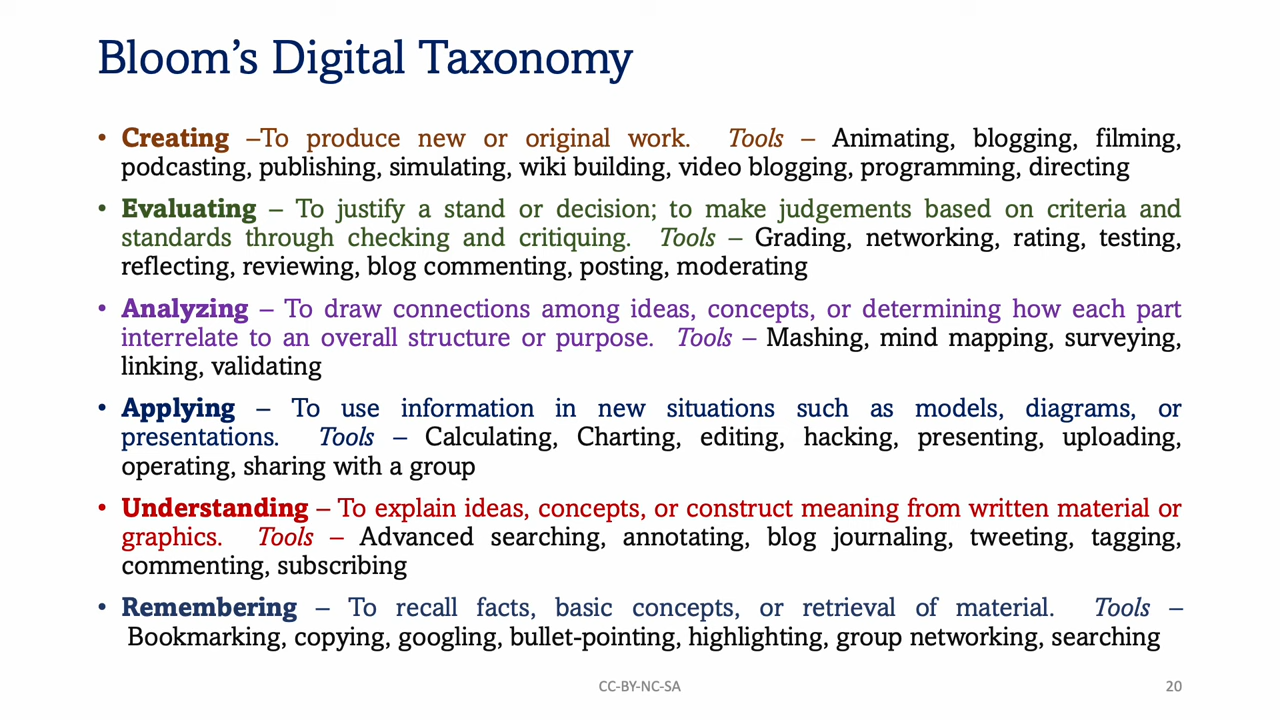 Bloom’s Digital Taxonomy
• Creating –To produce new or original work. Tools – Animating, blogging, filming,
podcasting, publishing, simulating, wiki building, video blogging, programming, directing
• Evaluating – To justify a stand or decision; to make judgements based on criteria and
standards through checking and critiquing. Tools – Grading, networking, rating, testing,
reflecting, reviewing, blog commenting, posting, moderating
• Analyzing – To draw connections among ideas, concepts, or determining how each part
interrelate to an overall structure or purpose. Tools – Mashing, mind mapping, surveying,
linking, validating
• Applying – To use information in new situations such as models, diagrams, or
presentations. Tools – Calculating, Charting, editing, hacking, presenting, uploading,
operating, sharing with a group
• Understanding – To explain ideas, concepts, or construct meaning from written material or
graphics. Tools – Advanced searching, annotating, blog journaling, tweeting, tagging,
commenting, subscribing
• Remembering – To recall facts, basic concepts, or retrieval of material. Tools –
Bookmarking, copying, googling, bullet-pointing, highlighting, group networking, searching
CC-BY-NC-SA
20